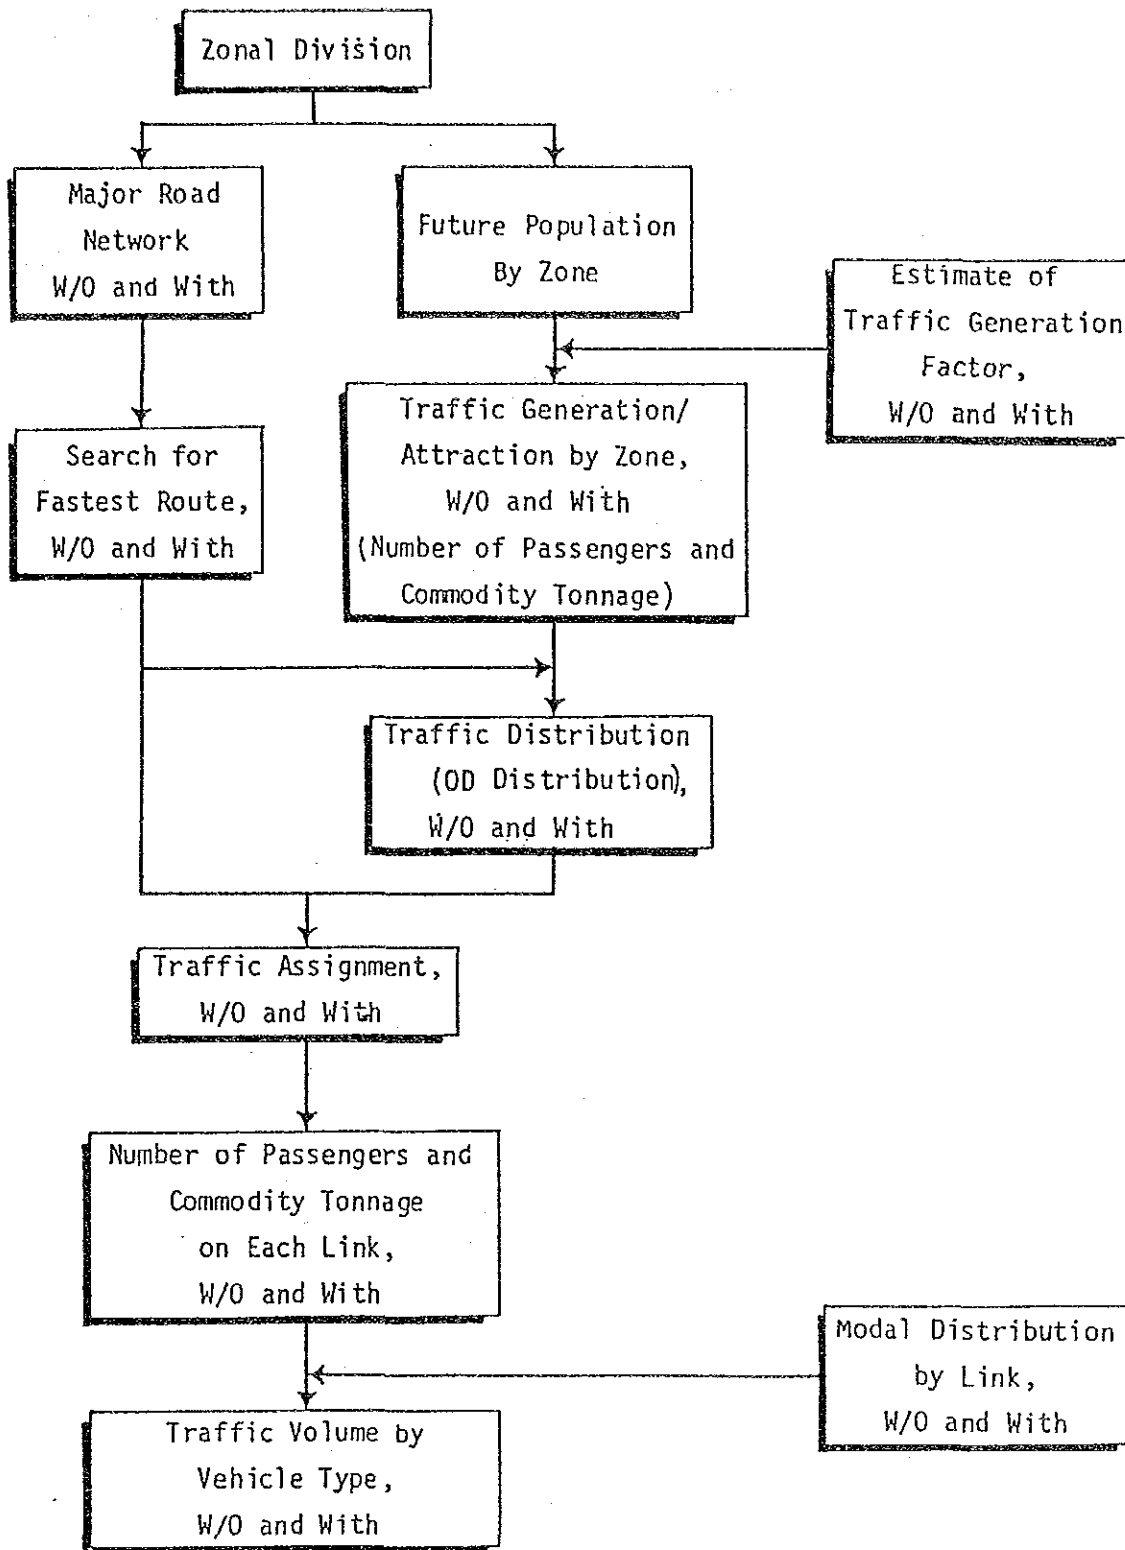 Zonal Division
Major Road
Network
W/O and With
Future Population
By Zone
Estimate of
Traffic Generation
Factor,
W/O and With
Search for
Fastest Route,
W/O and With
Traffic Generation/
Attraction by Zone,
W/O and With
(Number of Passengers and
Commodity Tonnage)
Traffic Distribution
(OD Distribution),
W/O and With
Traffic Assignment,
W/O and With
Number of Passengers and
Commodity Tonnage
on Each Link,
W/O and With
Modal Distribution
by Link,
W/O and With
Traffic Volume by
Vehicle Type,
W/O and With